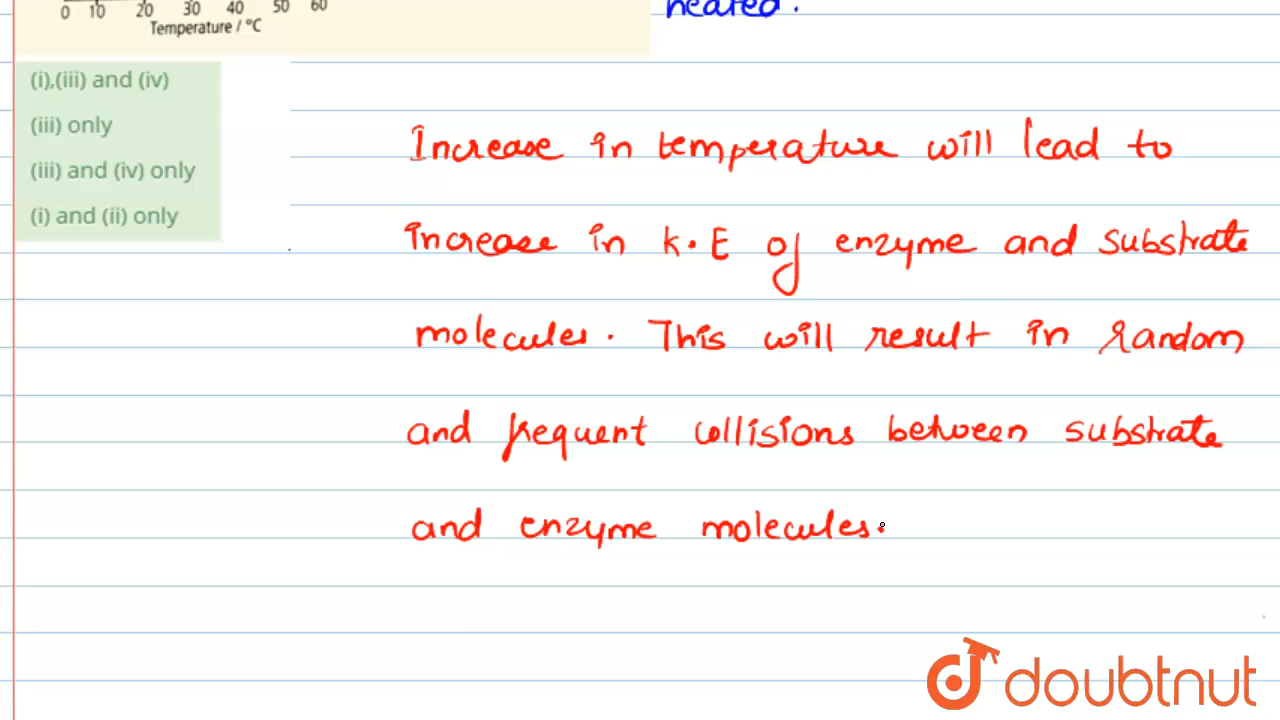 0 10 20 30 40 50 60
Temperature / °C
heated.
(i),(iii) and (iv)
(iii) only
(iii) and (iv) only
(i) and (ii) only
Increase in temperature will lead to
increase in K.E of enzyme and substrate
molecules. This will result in random
and frequent collisions between substrate
and enzyme molecules.
doubtnut